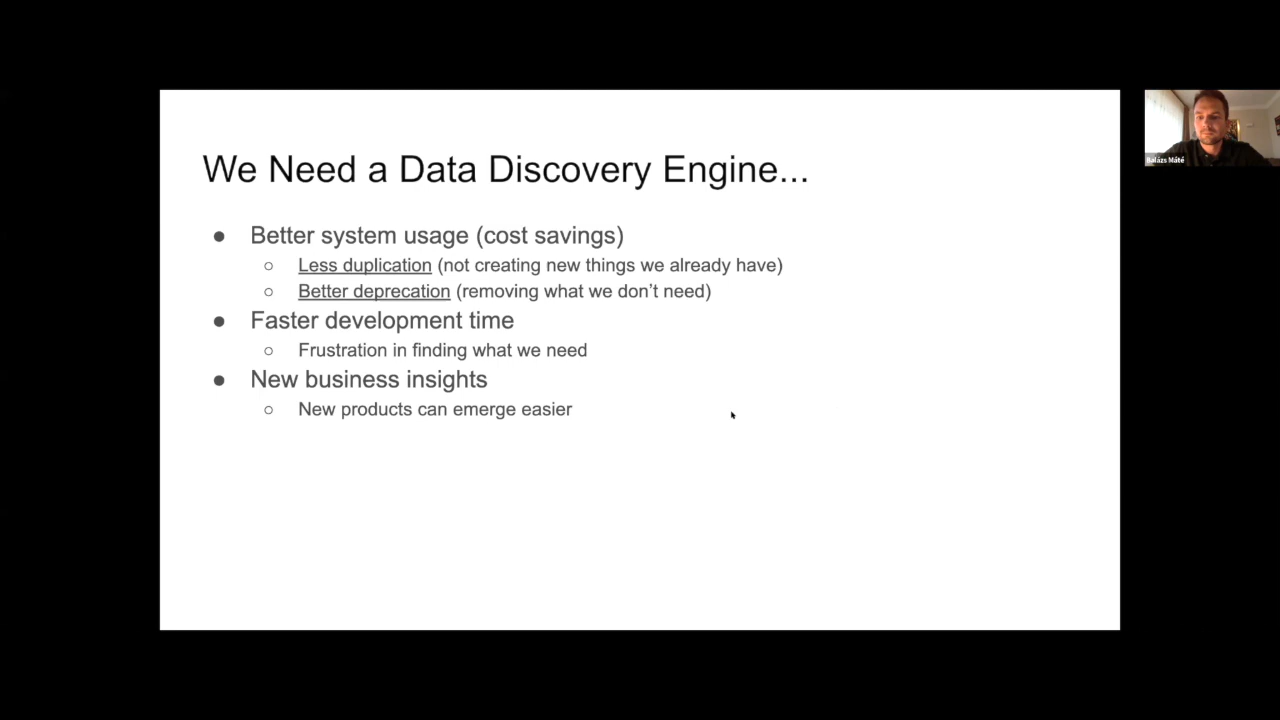 We Need a Data Discovery Engine...
● Better system usage (cost savings)
○ Less duplication (not creating new things we already have)
○ Better deprecation (removing what we don’t need)
● Faster development time
○ Frustration in finding what we need
● New business insights
○ New products can emerge easier
Balázs Máté